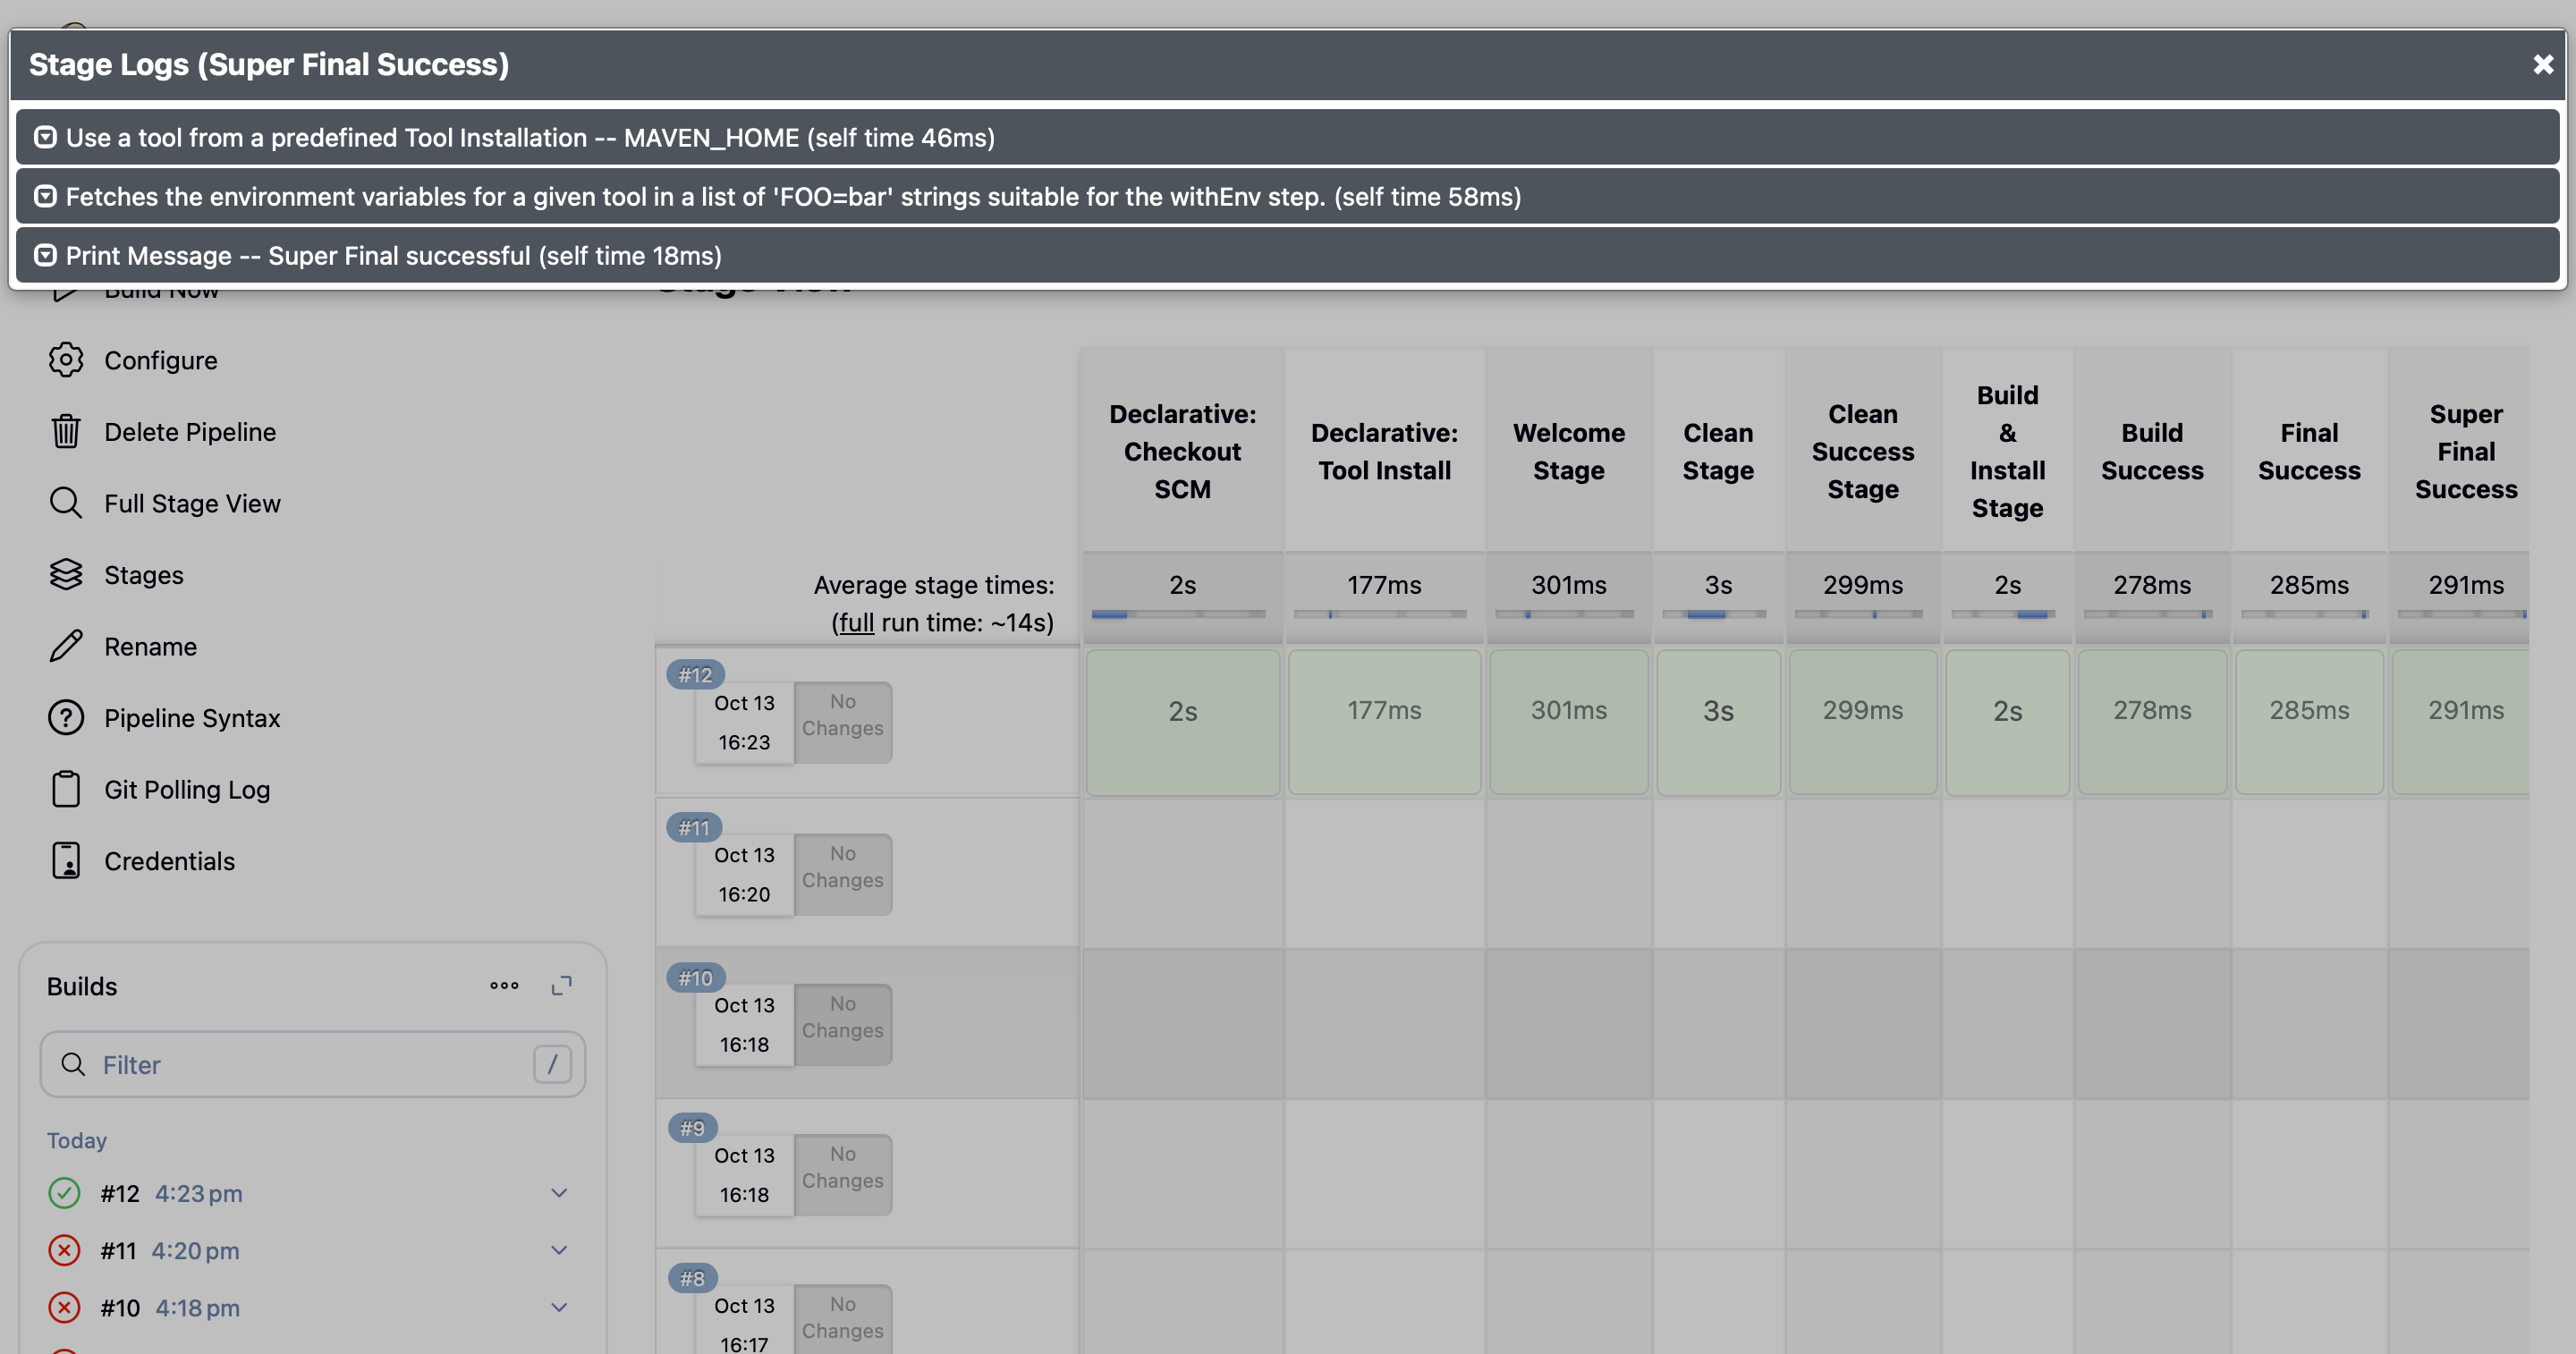 Stage Logs (Super Final Success)
Use a tool from a predefined Tool Installation -- MAVEN_HOME (self time 46ms)
Fetches the environment variables for a given tool in a list of 'FOO=bar' strings suitable for the withEnv step. (self time 58ms)
Print Message -- Super Final successful (self time 18ms)
Build Now
Stage View
Configure
Delete Pipeline
Full Stage View
Stages
Rename
Pipeline Syntax
Git Polling Log
Credentials
Builds
Filter
/
Today
#12 4:23 pm
#11 4:20 pm
#10 4:18 pm
Declarative:
Checkout
SCM
Declarative:
Tool Install
Welcome
Stage
Clean
Stage
Clean
Success
Stage
Build
&
Install
Stage
Build
Success
Final
Success
Super
Final
Success
Average stage times:
(full run time: ~14s)
2s
177ms
301ms
3s
299ms
2s
278ms
285ms
291ms
#12
Oct 13
16:23
No
Changes
2s
177ms
301ms
3s
299ms
2s
278ms
285ms
291ms
#11
Oct 13
16:20
No
Changes
#10
Oct 13
16:18
No
Changes
#9
Oct 13
16:18
No
Changes
#8
Oct 13
16:17
No
Changes